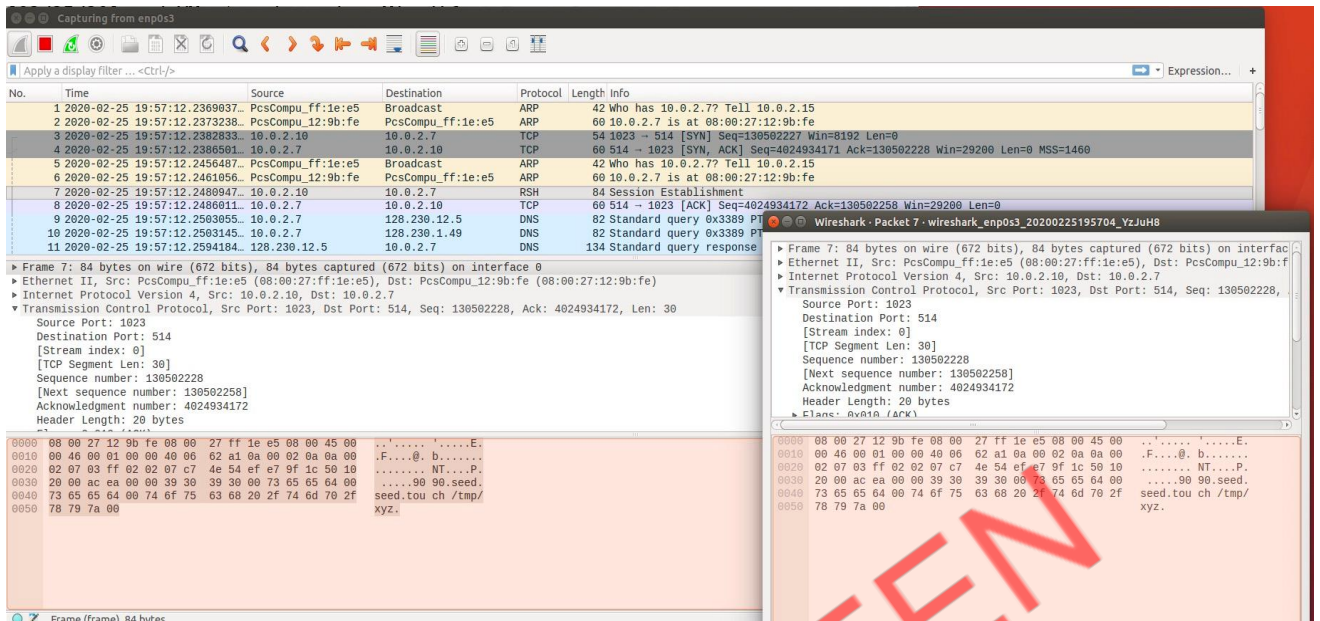 Capturing from enp0s3
Apply a display filter ... <Ctrl-/>
Expression... +
No. Time Source Destination Protocol Length Info
1 2020-02-25 19:57:12.2369037… PcsCompu_ff:1e:e5 Broadcast ARP 42 Who has 10.0.2.7? Tell 10.0.2.15
2 2020-02-25 19:57:12.2373238… PcsCompu_12:9b:fe PcsCompu_ff:1e:e5 ARP 60 10.0.2.7 is at 08:00:27:12:9b:fe
3 2020-02-25 19:57:12.2382833… 10.0.2.10 10.0.2.7 TCP 54 1023 → 514 [SYN] Seq=130502227 Win=8192 Len=0
4 2020-02-25 19:57:12.2386501… 10.0.2.7 10.0.2.10 TCP 60 514 → 1023 [SYN, ACK] Seq=4024934171 Ack=130502228 Win=29200 Len=0 MSS=1460
5 2020-02-25 19:57:12.2456487… PcsCompu_ff:1e:e5 Broadcast ARP 42 Who has 10.0.2.7? Tell 10.0.2.15
6 2020-02-25 19:57:12.2461056… PcsCompu_12:9b:fe PcsCompu_ff:1e:e5 ARP 60 10.0.2.7 is at 08:00:27:12:9b:fe
7 2020-02-25 19:57:12.2480947… 10.0.2.10 10.0.2.7 RSH 84 Session Establishment
8 2020-02-25 19:57:12.2486011… 10.0.2.7 10.0.2.10 TCP 60 514 → 1023 [ACK] Seq=4024934172 Ack=130502258 Win=29200 Len=0
9 2020-02-25 19:57:12.2503055… 10.0.2.7 128.230.12.5 DNS 82 Standard query 0x3389 PT
10 2020-02-25 19:57:12.2503145… 10.0.2.7 128.230.1.49 DNS 82 Standard query 0x3389 PT
11 2020-02-25 19:57:12.2594184… 128.230.12.5 10.0.2.7 DNS 134 Standard query response
Frame 7: 84 bytes on wire (672 bits), 84 bytes captured (672 bits) on interface 0
Ethernet II, Src: PcsCompu_ff:1e:e5 (08:00:27:ff:1e:e5), Dst: PcsCompu_12:9b:fe (08:00:27:12:9b:fe)
Internet Protocol Version 4, Src: 10.0.2.10, Dst: 10.0.2.7
Transmission Control Protocol, Src Port: 1023, Dst Port: 514, Seq: 130502228, Ack: 4024934172, Len: 30
Source Port: 1023
Destination Port: 514
[Stream index: 0]
[TCP Segment Len: 30]
Sequence number: 130502228
[Next sequence number: 130502258]
Acknowledgment number: 4024934172
Header Length: 20 bytes
0000 08 00 27 12 9b fe 08 00 27 ff 1e e5 08 00 45 00 ..'..... '.....E.
0010 00 46 00 01 00 00 40 06 62 a1 0a 00 02 0a 0a 00 .F....@. b.......
0020 02 07 03 ff 02 02 07 c7 4e 54 ef e7 9f 1c 50 10 ........ NT....P.
0030 20 00 ac ea 00 00 39 30 39 30 00 73 65 65 64 00 .....90 90.seed.
0040 73 65 65 64 00 74 6f 75 63 68 20 2f 74 6d 70 2f seed.tou ch /tmp/
0050 78 79 7a 00 xyz.
Frame (frame), 84 bytes
Wireshark · Packet 7 · wireshark_enp0s3_20200225195704_YzJuH8
Frame 7: 84 bytes on wire (672 bits), 84 bytes captured (672 bits) on interfac
Ethernet II, Src: PcsCompu_ff:1e:e5 (08:00:27:ff:1e:e5), Dst: PcsCompu_12:9b:f
Internet Protocol Version 4, Src: 10.0.2.10, Dst: 10.0.2.7
Transmission Control Protocol, Src Port: 1023, Dst Port: 514, Seq: 130502228,
Source Port: 1023
Destination Port: 514
[Stream index: 0]
[TCP Segment Len: 30]
Sequence number: 130502228
[Next sequence number: 130502258]
Acknowledgment number: 4024934172
Header Length: 20 bytes
Flags: 0x010 (ACK)
0000 08 00 27 12 9b fe 08 00 27 ff 1e e5 08 00 45 00 ..'..... '.....E.
0010 00 46 00 01 00 00 40 06 62 a1 0a 00 02 0a 0a 00 .F....@. b.......
0020 02 07 03 ff 02 02 07 c7 4e 54 ef e7 9f 1c 50 10 ........ NT....P.
0030 20 00 ac ea 00 00 39 30 39 30 00 73 65 65 64 00 .....90 90.seed.
0040 73 65 65 64 00 74 6f 75 63 68 20 2f 74 6d 70 2f seed.tou ch /tmp/
0050 78 79 7a 00 xyz.
EEN